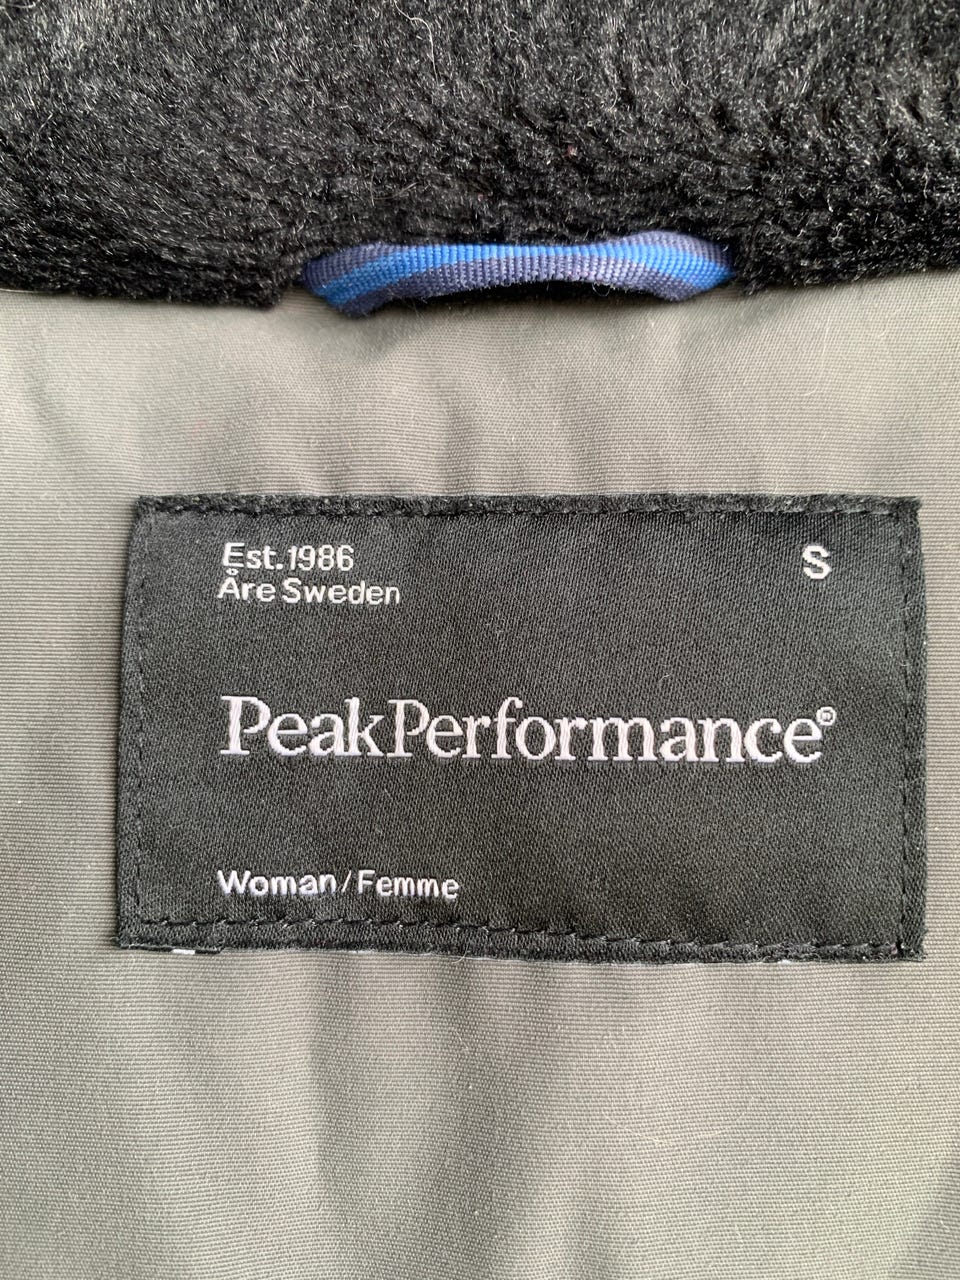 Est.1986
Åre Sweden
S
PeakPerformance®
Woman/Femme